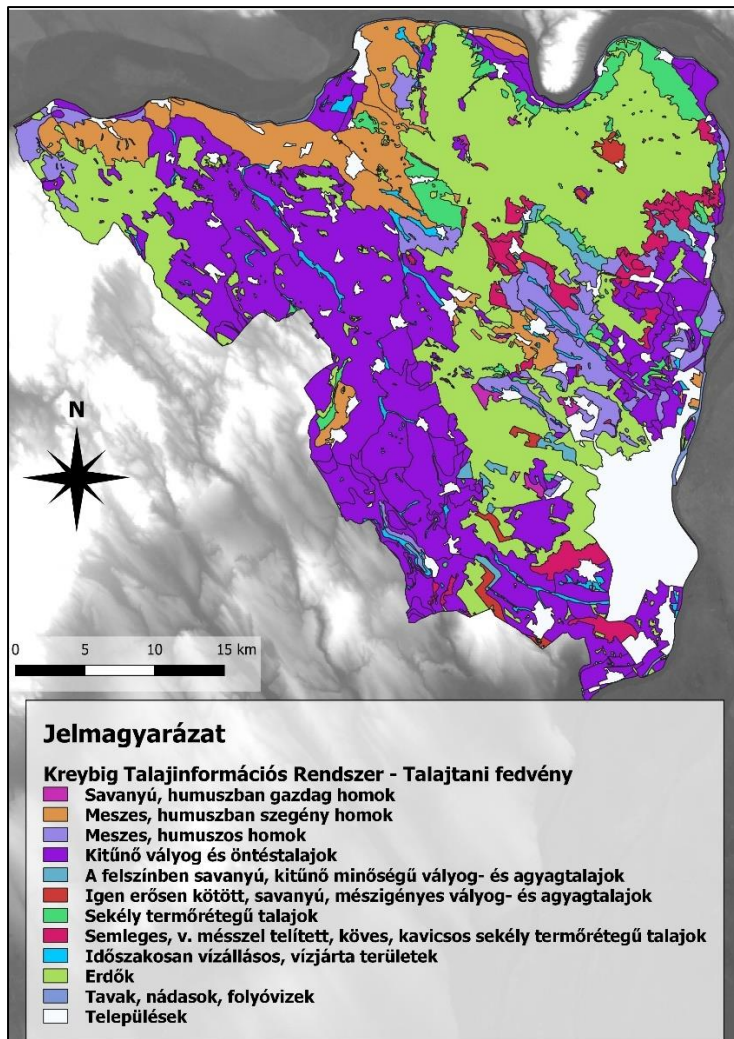 N
0 5 10 15 km
Jelmagyarázat
Kreybig Talajinformációs Rendszer - Talajtani fedvény
Savanyú, humuszban gazdag homok
Meszes, humuszban szegény homok
Meszes, humuszos homok
Kitűnő vályog és öntéstalajok
A felszínben savanyú, kitűnő minőségű vályog- és agyagtalajok
Igen erősen kötött, savanyú, mészigényes vályog- és agyagtalajok
Sekély termőrétegű talajok
Semleges, v. mésszel telített, köves, kavicsos sekély termőrétegű talajok
Időszakosan vízállásos, vízjárta területek
Erdők
Tavak, nádasok, folyóvizek
Települések